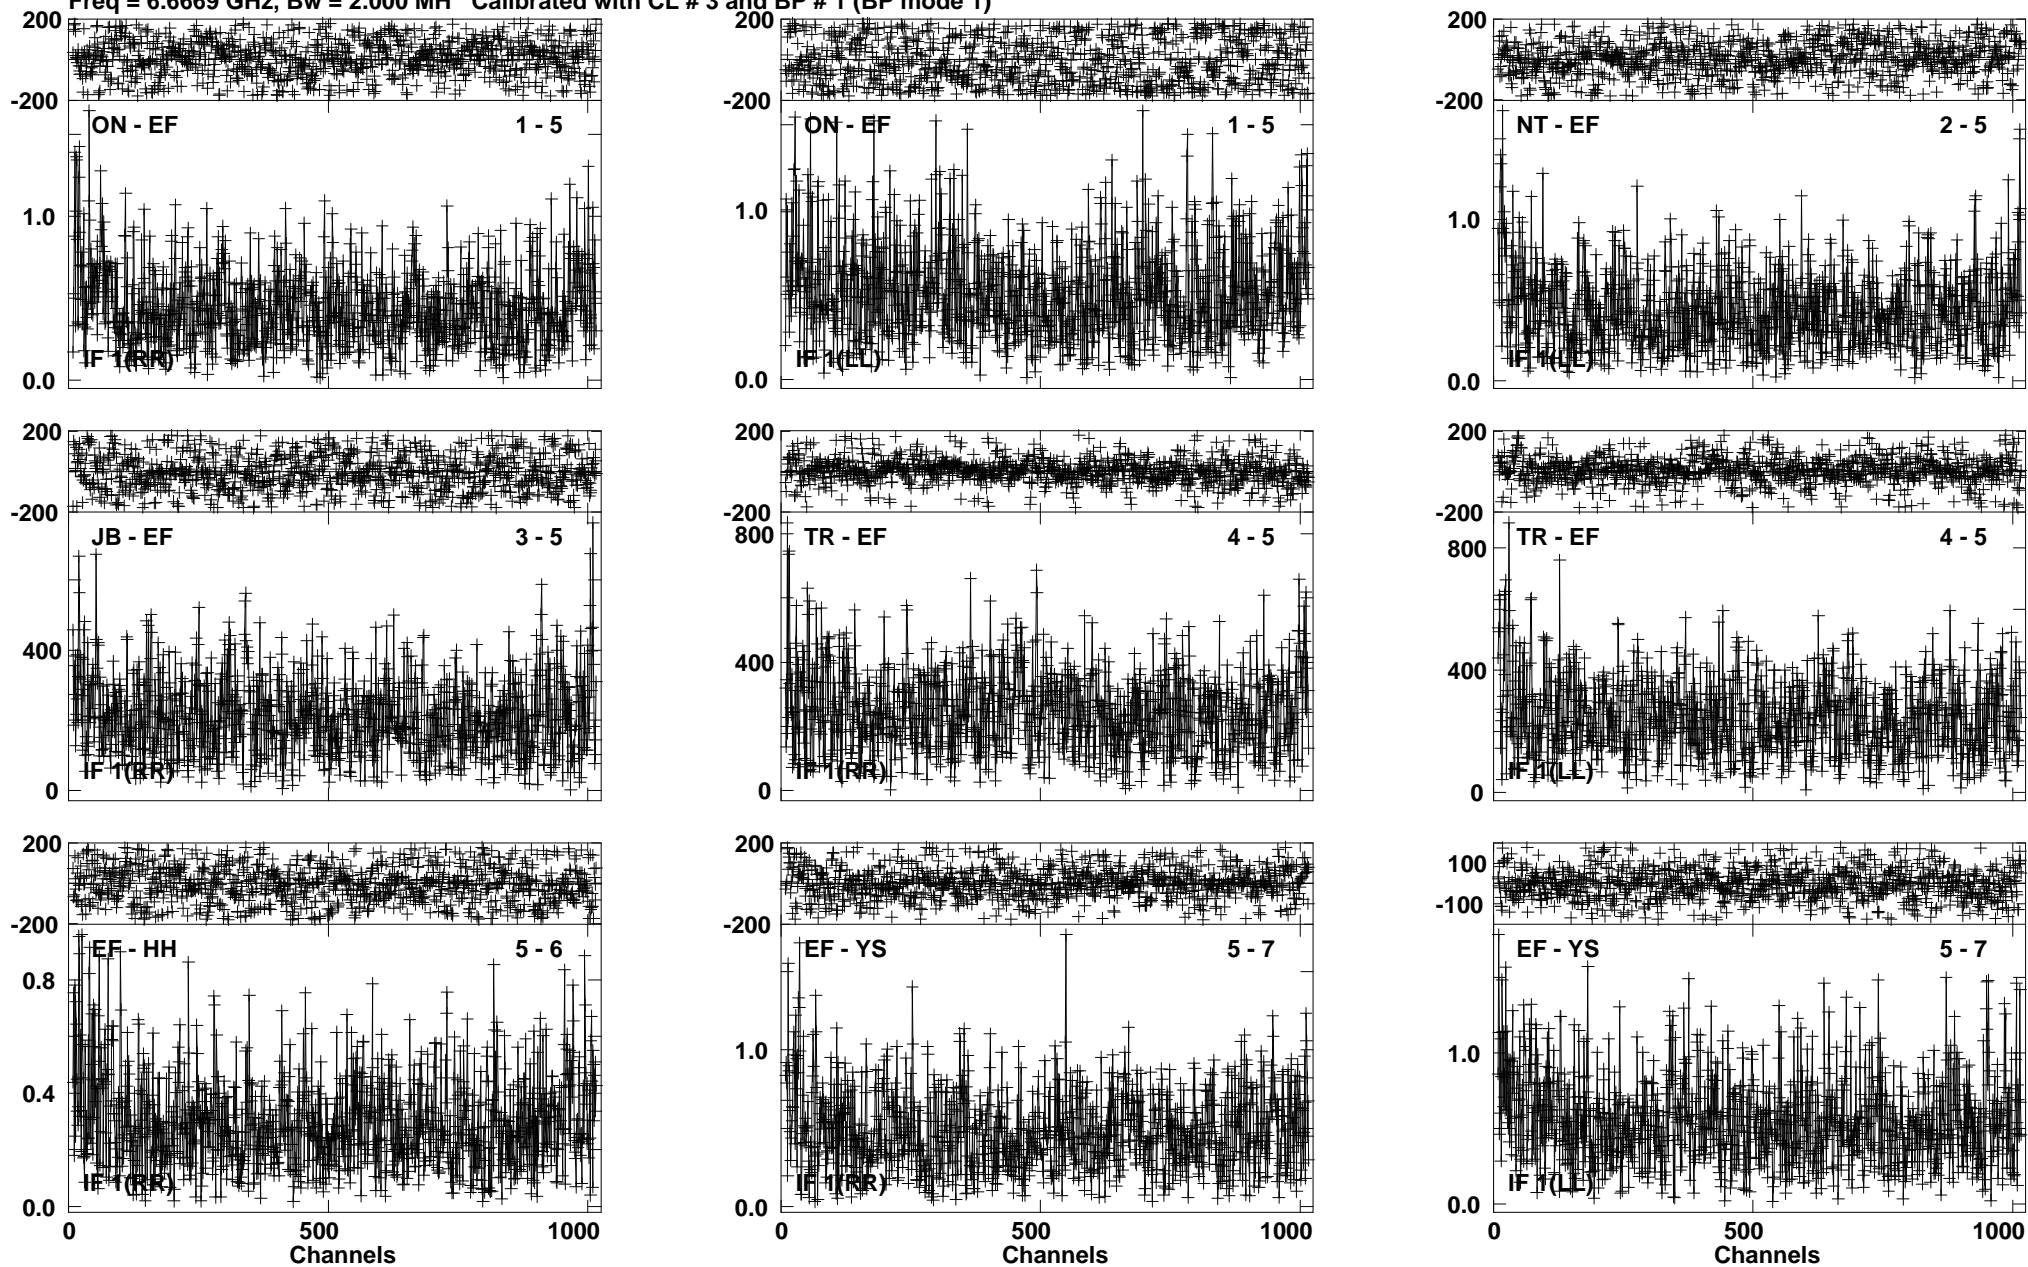 Freq = 6.6669 GHz, Bw = 2.000 MH Calibrated with CL # 3 and BP # 1 (BP mode 1)
200
-200
ON - EF 1 - 5
1.0
0.0
IF 1(RR)
ON - EF 1 - 5
200
-200
1.0
0.0
IF 1(LL)
200
-200
NT - EF 2 - 5
1.0
0.0
IF 1(LL)
200
-200
JB - EF 3 - 5
400
0
IF 1(RR)
200
-200
800
TR - EF 4 - 5
400
0
IF 1(RR)
200
-200
TR - EF 4 - 5
800
400
0
IF 1(LL)
200
-200
EF - HH 5 - 6
0.8
0.4
0.0
IF 1(RR)
0 500 1000
Channels
200
-200
EF - YS 5 - 7
1.0
0.0
IF 1(RR)
0 500 1000
Channels
100
-100
EF - YS 5 - 7
1.0
0.0
IF 1(LL)
0 500 1000
Channels